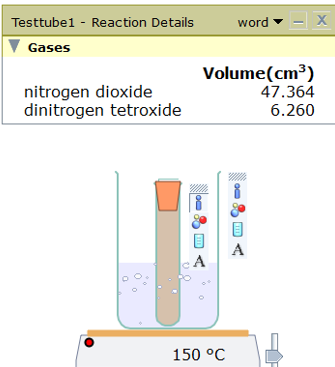 Testtube1 - Reaction Details word
Gases
Volume(cm³)
nitrogen dioxide 47.364
dinitrogen tetroxide 6.260
A
A
150 °C